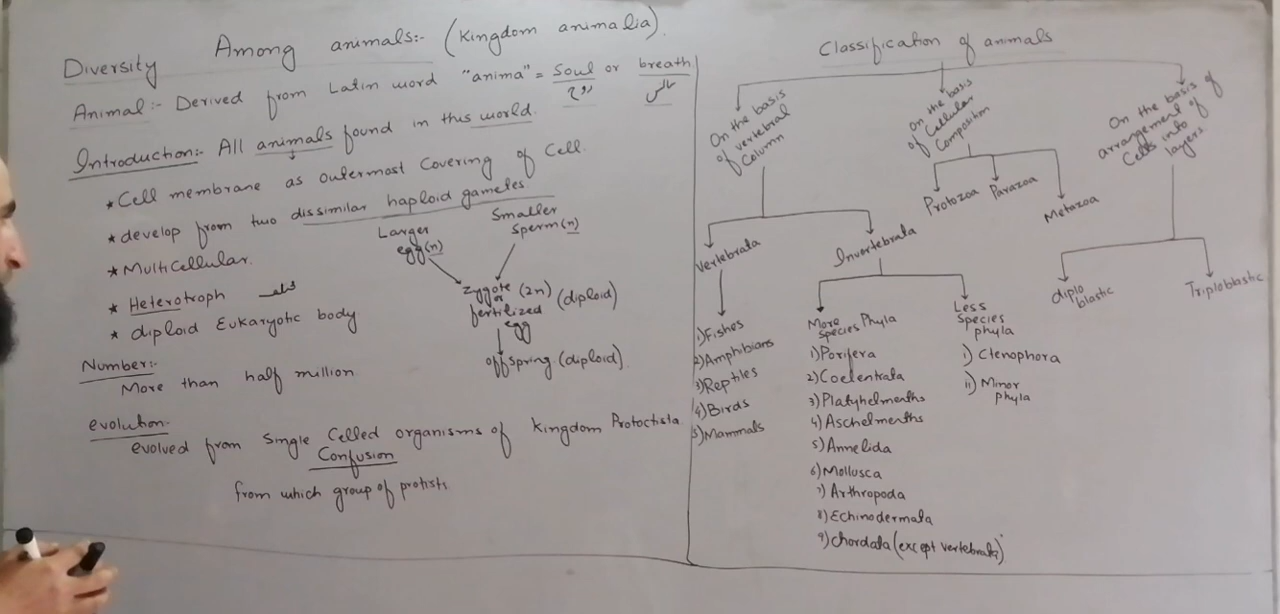 Diversity Among animals:- (Kingdom animalia)
Animal:- Derived from Latin word "anima" = Soul or breath
روح سانس
Introduction:- All animals found in this world.
* Cell membrane as outermost Covering of Cell.
* develop from two dissimilar haploid gametes.
Larger egg(n)
Smaller Sperm(n)
* Multicellular.
* Heterotroph
* diploid Eukaryotic body
Zygote (2n)
or (diploid)
fertilized
egg
offspring (diploid)
Number:-
More than half million
evolution:-
evolved from Single Celled organisms of Kingdom Protoctista
Confusion
from which group of protists
Classification of animals
On the basis
of vertebral
Column
Vertebrata
1) Fishes
2) Amphibians
3) Reptiles
4) Birds
5) Mammals
Invertebrata
More
Species Phyla
1) Porifera
2) Coelentrata
3) Platyhelmenths
4) Aschelmenths
5) Annelida
6) Mollusca
7) Arthropoda
8) Echinodermata
9) Chordata (except vertebrata)
Less
Species
phyla
i) Ctenophora
ii) Minor
phyla
On the basis
of Cellular
Composition
Protozoa
Parazoa
Metazoa
On the basis of
arrangement of
Cells into
layers.
diplo
blastic
Triploblastic